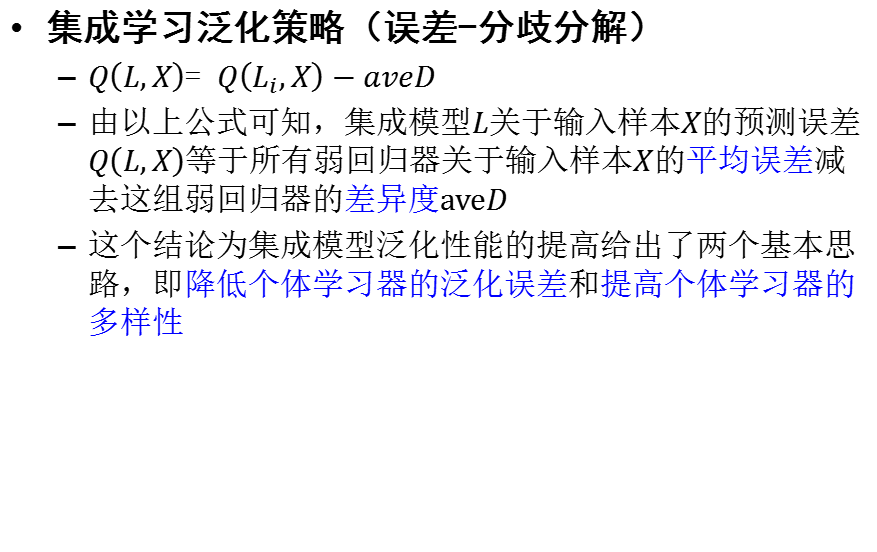 • 集成学习泛化策略（误差-分歧分解）
– Q(L,X)= Q(Lᵢ,X) − aveD
– 由以上公式可知，集成模型L关于输入样本X的预测误差
Q(L,X)等于所有弱回归器关于输入样本X的平均误差减
去这组弱回归器的差异度aveD
– 这个结论为集成模型泛化性能的提高给出了两个基本思
路，即降低个体学习器的泛化误差和提高个体学习器的
多样性